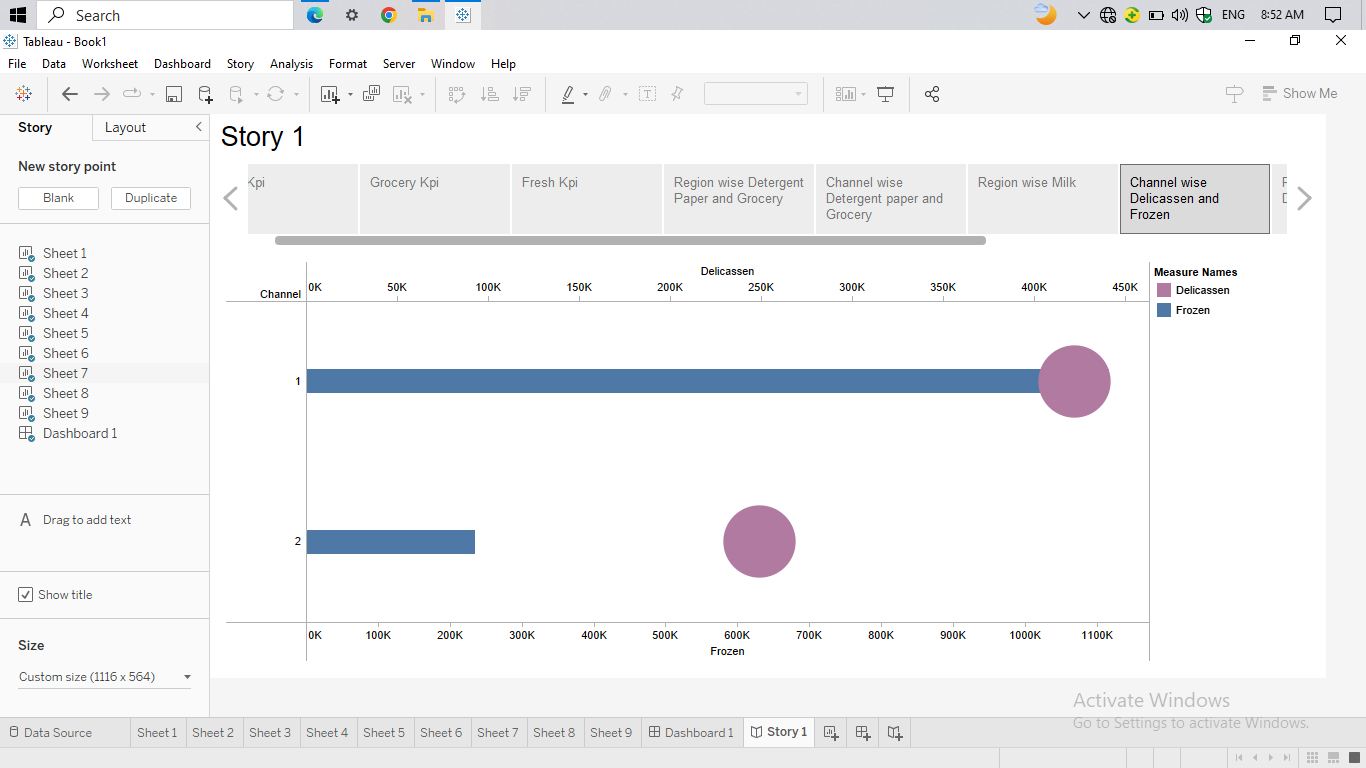 Search
ENG
8:52 AM
Tableau - Book1
File Data Worksheet Dashboard Story Analysis Format Server Window Help
Show Me
Story Layout
New story point
Blank Duplicate
Sheet 1
Sheet 2
Sheet 3
Sheet 4
Sheet 5
Sheet 6
Sheet 7
Sheet 8
Sheet 9
Dashboard 1
A Drag to add text
Show title
Size
Custom size (1116 x 564)
Story 1
Kpi
Grocery Kpi
Fresh Kpi
Region wise Detergent
Paper and Grocery
Channel wise
Detergent paper and
Grocery
Region wise Milk
Channel wise
Delicassen and
Frozen
Delicassen
Channel
0K 50K 100K 150K 200K 250K 300K 350K 400K 450K
1
2
0K 100K 200K 300K 400K 500K 600K 700K 800K 900K 1000K 1100K
Frozen
Measure Names
Delicassen
Frozen
Activate Windows
Go to Settings to activate Windows.
Data Source Sheet 1 Sheet 2 Sheet 3 Sheet 4 Sheet 5 Sheet 6 Sheet 7 Sheet 8 Sheet 9 Dashboard 1 Story 1